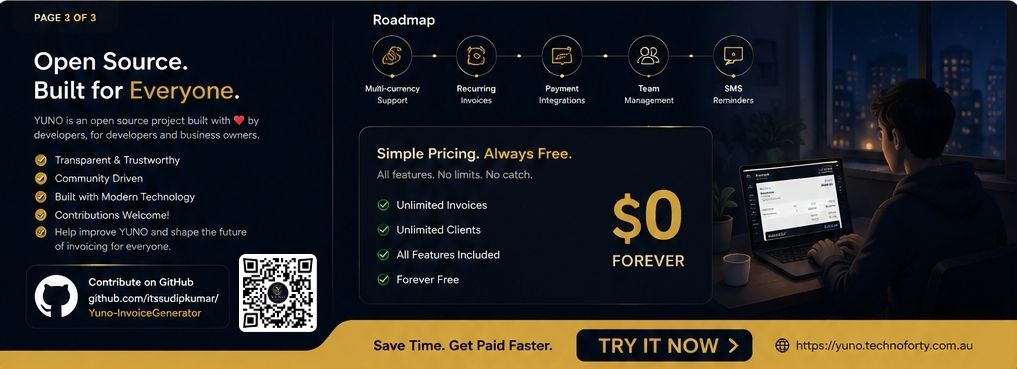 PAGE 3 OF 3
Open Source.
Built for Everyone.
YUNO is an open source project built with ❤️ by
developers, for developers and business owners.
Transparent & Trustworthy
Community Driven
Built with Modern Technology
Contributions Welcome!
Help improve YUNO and shape the future
of invoicing for everyone.
Contribute on GitHub
github.com/itssudipkumar/
Yuno-InvoiceGenerator
Roadmap
Multi-currency
Support
Recurring
Invoices
Payment
Integrations
Team
Management
SMS
Reminders
Simple Pricing. Always Free.
All features. No limits. No catch.
Unlimited Invoices
Unlimited Clients
All Features Included
Forever Free
$0
FOREVER
Save Time. Get Paid Faster.
TRY IT NOW >
https://yuno.technoforty.com.au